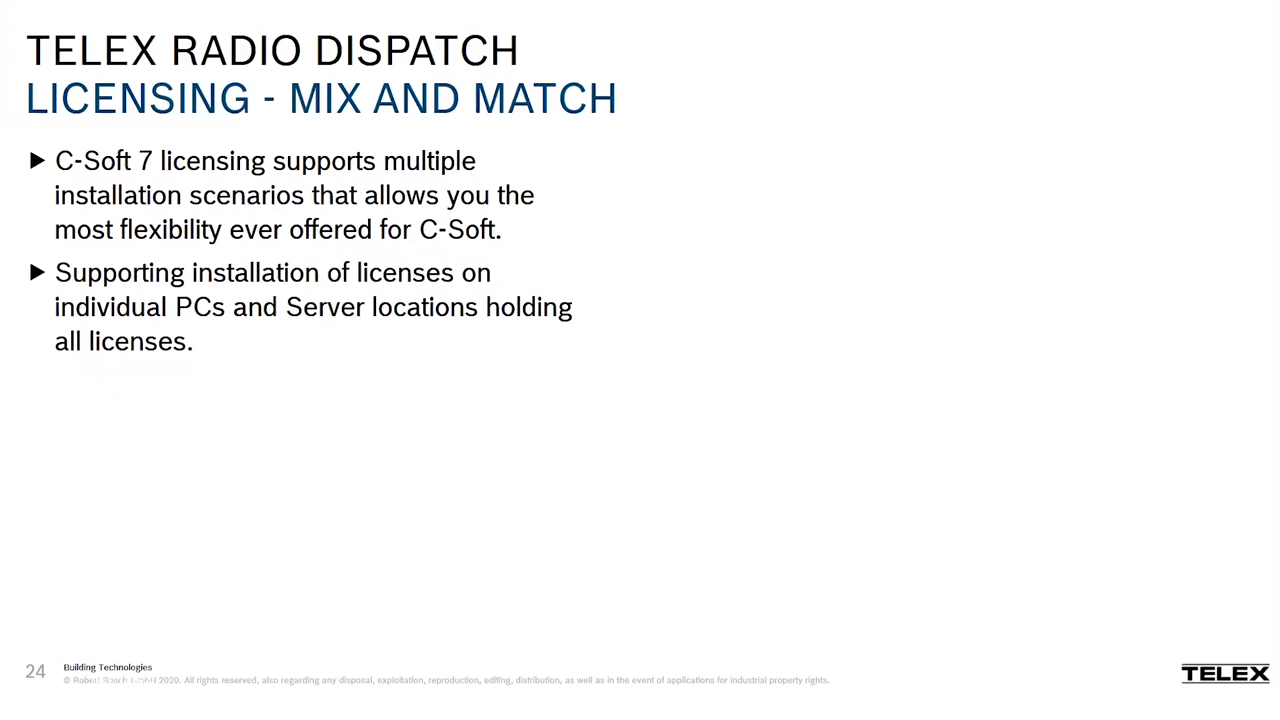 TELEX RADIO DISPATCH
LICENSING - MIX AND MATCH
C-Soft 7 licensing supports multiple
installation scenarios that allows you the
most flexibility ever offered for C-Soft.
Supporting installation of licenses on
individual PCs and Server locations holding
all licenses.
24
Building Technologies
© Robert Bosch GmbH 2020. All rights reserved, also regarding any disposal, exploitation, reproduction, editing, distribution, as well as in the event of applications for industrial property rights.
TELEX